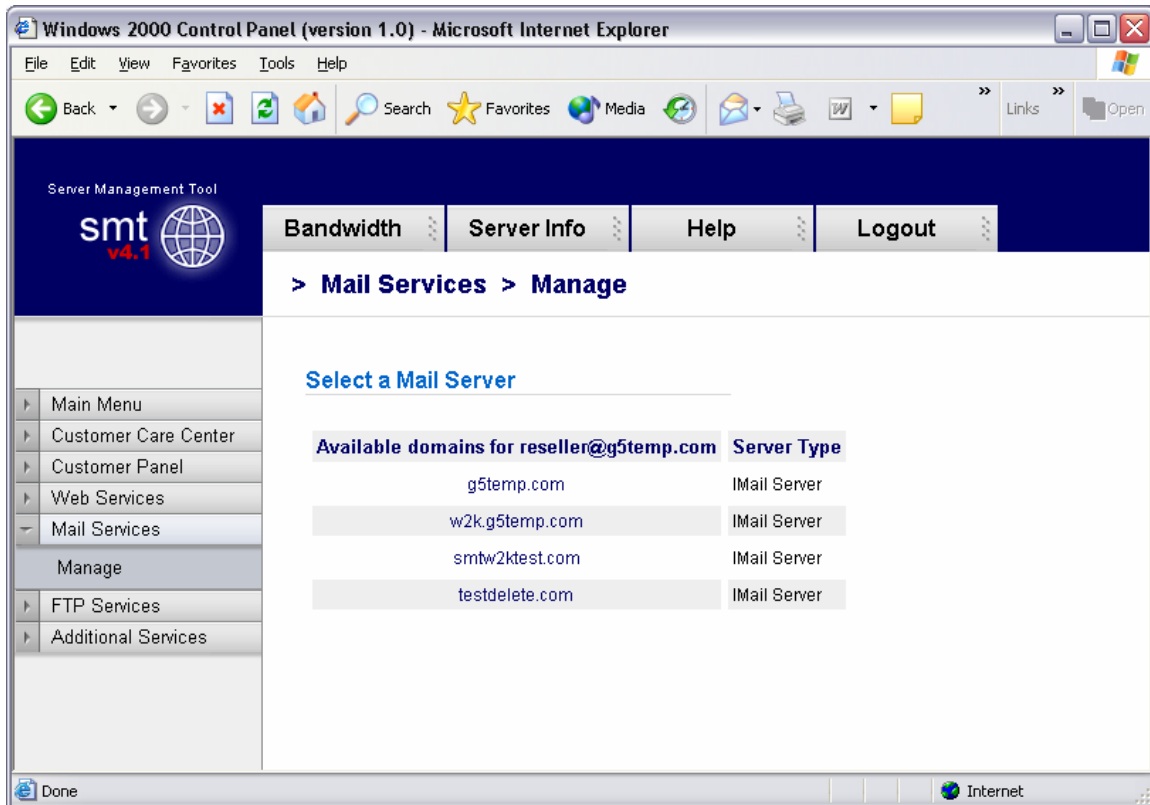 Windows 2000 Control Panel (version 1.0) - Microsoft Internet Explorer
File Edit View Favorites Tools Help
Back Search Favorites Media W » Links » Open
Server Management Tool
smt
v4.1
Bandwidth Server Info Help Logout
> Mail Services > Manage
Select a Mail Server
Main Menu
Customer Care Center
Customer Panel
Web Services
Mail Services
Manage
FTP Services
Additional Services
Available domains for reseller@g5temp.com Server Type
g5temp.com IMail Server
w2k.g5temp.com IMail Server
smtw2ktest.com IMail Server
testdelete.com IMail Server
Done Internet